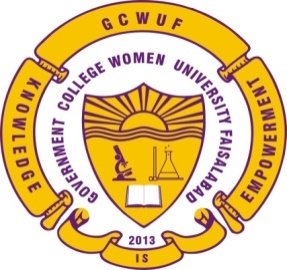 GCWUF
KNOWLEDGE
IS
EMPOWERMENT
GOVERNMENT COLLEGE WOMEN UNIVERSITY FAISALABAD
2013